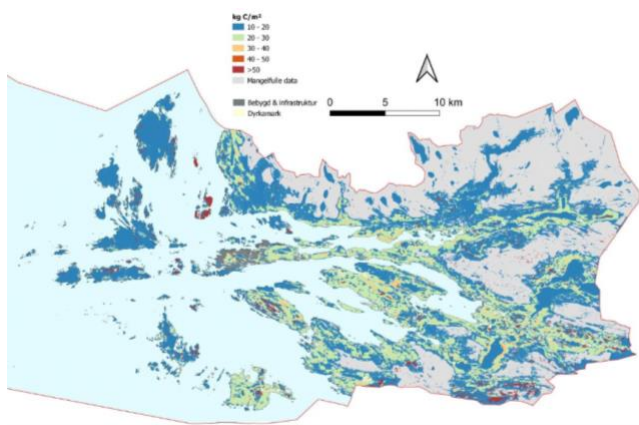 kg C/m²
10 - 20
20 - 30
30 - 40
40 - 50
>50
Mangelfulle data
Bebygd & infrastruktur
Dyrkamark
0 5 10 km